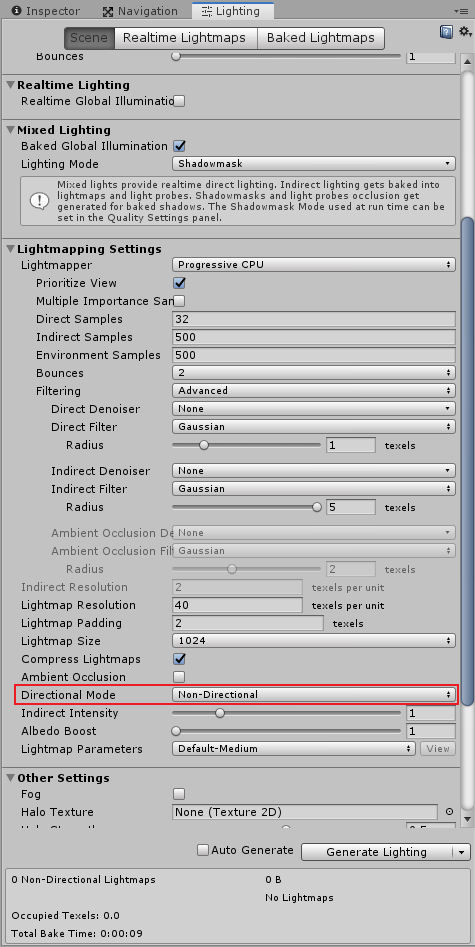 Inspector Navigation Lighting
Scene Realtime Lightmaps Baked Lightmaps
Bounces 1
Realtime Lighting
Realtime Global Illuminatio
Mixed Lighting
Baked Global Illumination
Lighting Mode Shadowmask
Mixed lights provide realtime direct lighting. Indirect lighting gets baked into
lightmaps and light probes. Shadowmasks and light probes occlusion get
generated for baked shadows. The Shadowmask Mode used at run time can be
set in the Quality Settings panel.
Lightmapping Settings
Lightmapper Progressive CPU
Prioritize View
Multiple Importance Sam
Direct Samples 32
Indirect Samples 500
Environment Samples 500
Bounces 2
Filtering Advanced
Direct Denoiser None
Direct Filter Gaussian
Radius 1 texels
Indirect Denoiser None
Indirect Filter Gaussian
Radius 5 texels
Ambient Occlusion De None
Ambient Occlusion Filt Gaussian
Radius 2 texels
Indirect Resolution 2 texels per unit
Lightmap Resolution 40 texels per unit
Lightmap Padding 2 texels
Lightmap Size 1024
Compress Lightmaps
Ambient Occlusion
Directional Mode Non-Directional
Indirect Intensity 1
Albedo Boost 1
Lightmap Parameters Default-Medium View
Other Settings
Fog
Halo Texture None (Texture 2D)
Auto Generate Generate Lighting
0 Non-Directional Lightmaps 0 B
No Lightmaps
Occupied Texels: 0.0
Total Bake Time: 0:00:09